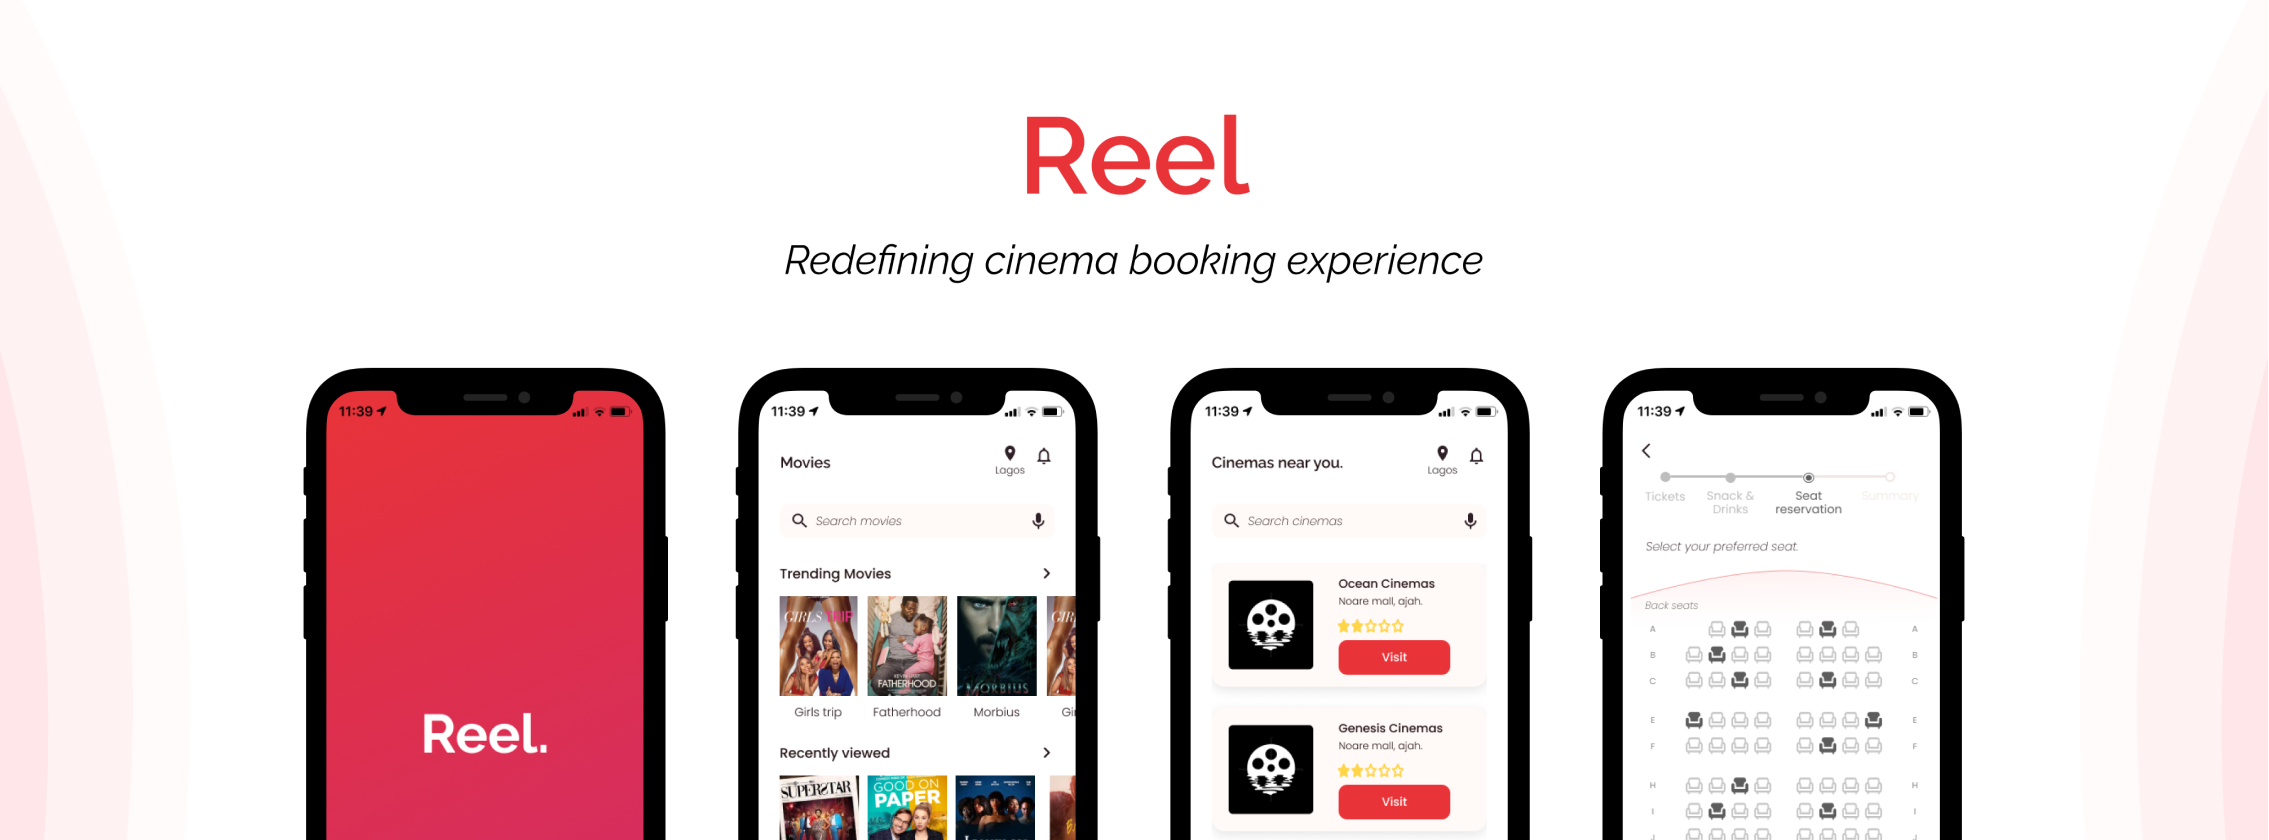 Reel
Redefining cinema booking experience
11:39
Reel.
11:39
Movies
Lagos
Search movies
Trending Movies
GIRLS TRIP
FATHERHOOD
MORBIUS
Girls trip
Fatherhood
Morbius
Gi
Recently viewed
SUPERSTAR
GOOD ON
PAPER
11:39
Cinemas near you.
Lagos
Search cinemas
Ocean Cinemas
Noare mall, ajah.
Visit
Genesis Cinemas
Noare mall, ajah.
Visit
11:39
Tickets
Snack &
Drinks
Seat
reservation
Summary
Select your preferred seat.
Back seats
A A
B B
C C
E E
F F
H H
I I